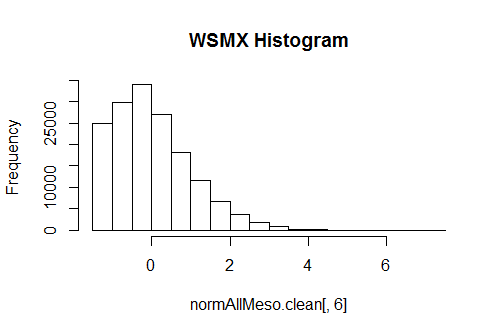 WSMX Histogram
Frequency
25000
10000
0
0 2 4 6
normAllMeso.clean[, 6]